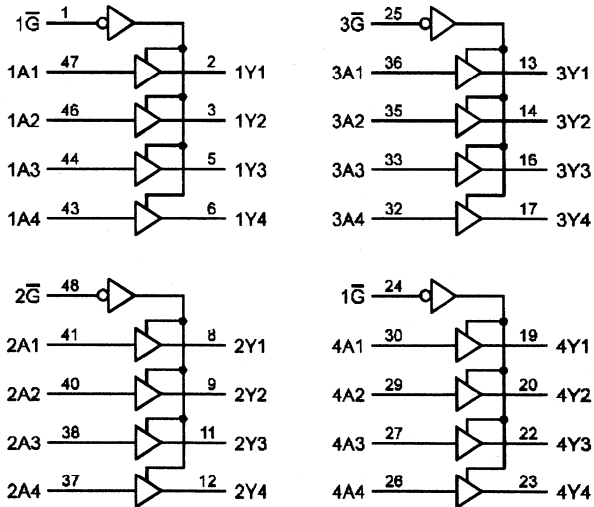 1G̅ 1
1A1 47 2 1Y1
1A2 46 3 1Y2
1A3 44 5 1Y3
1A4 43 6 1Y4
3G̅ 25
3A1 36 13 3Y1
3A2 35 14 3Y2
3A3 33 16 3Y3
3A4 32 17 3Y4
2G̅ 48
2A1 41 8 2Y1
2A2 40 9 2Y2
2A3 38 11 2Y3
2A4 37 12 2Y4
1G̅ 24
4A1 30 19 4Y1
4A2 29 20 4Y2
4A3 27 22 4Y3
4A4 26 23 4Y4